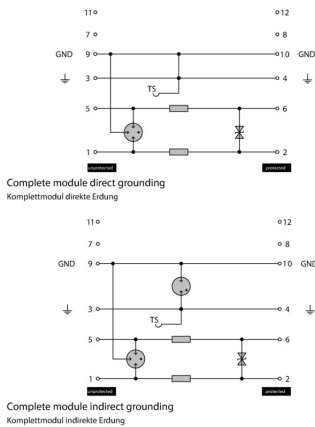 11 12
7 8
GND 9 10 GND
3 4
TS
5 6
1 2
unprotected protected
Complete module direct grounding
Komplettmodul direkte Erdung
11 12
7 8
GND 9 10 GND
3 4
TS
5 6
1 2
unprotected protected
Complete module indirect grounding
Komplettmodul indirekte Erdung